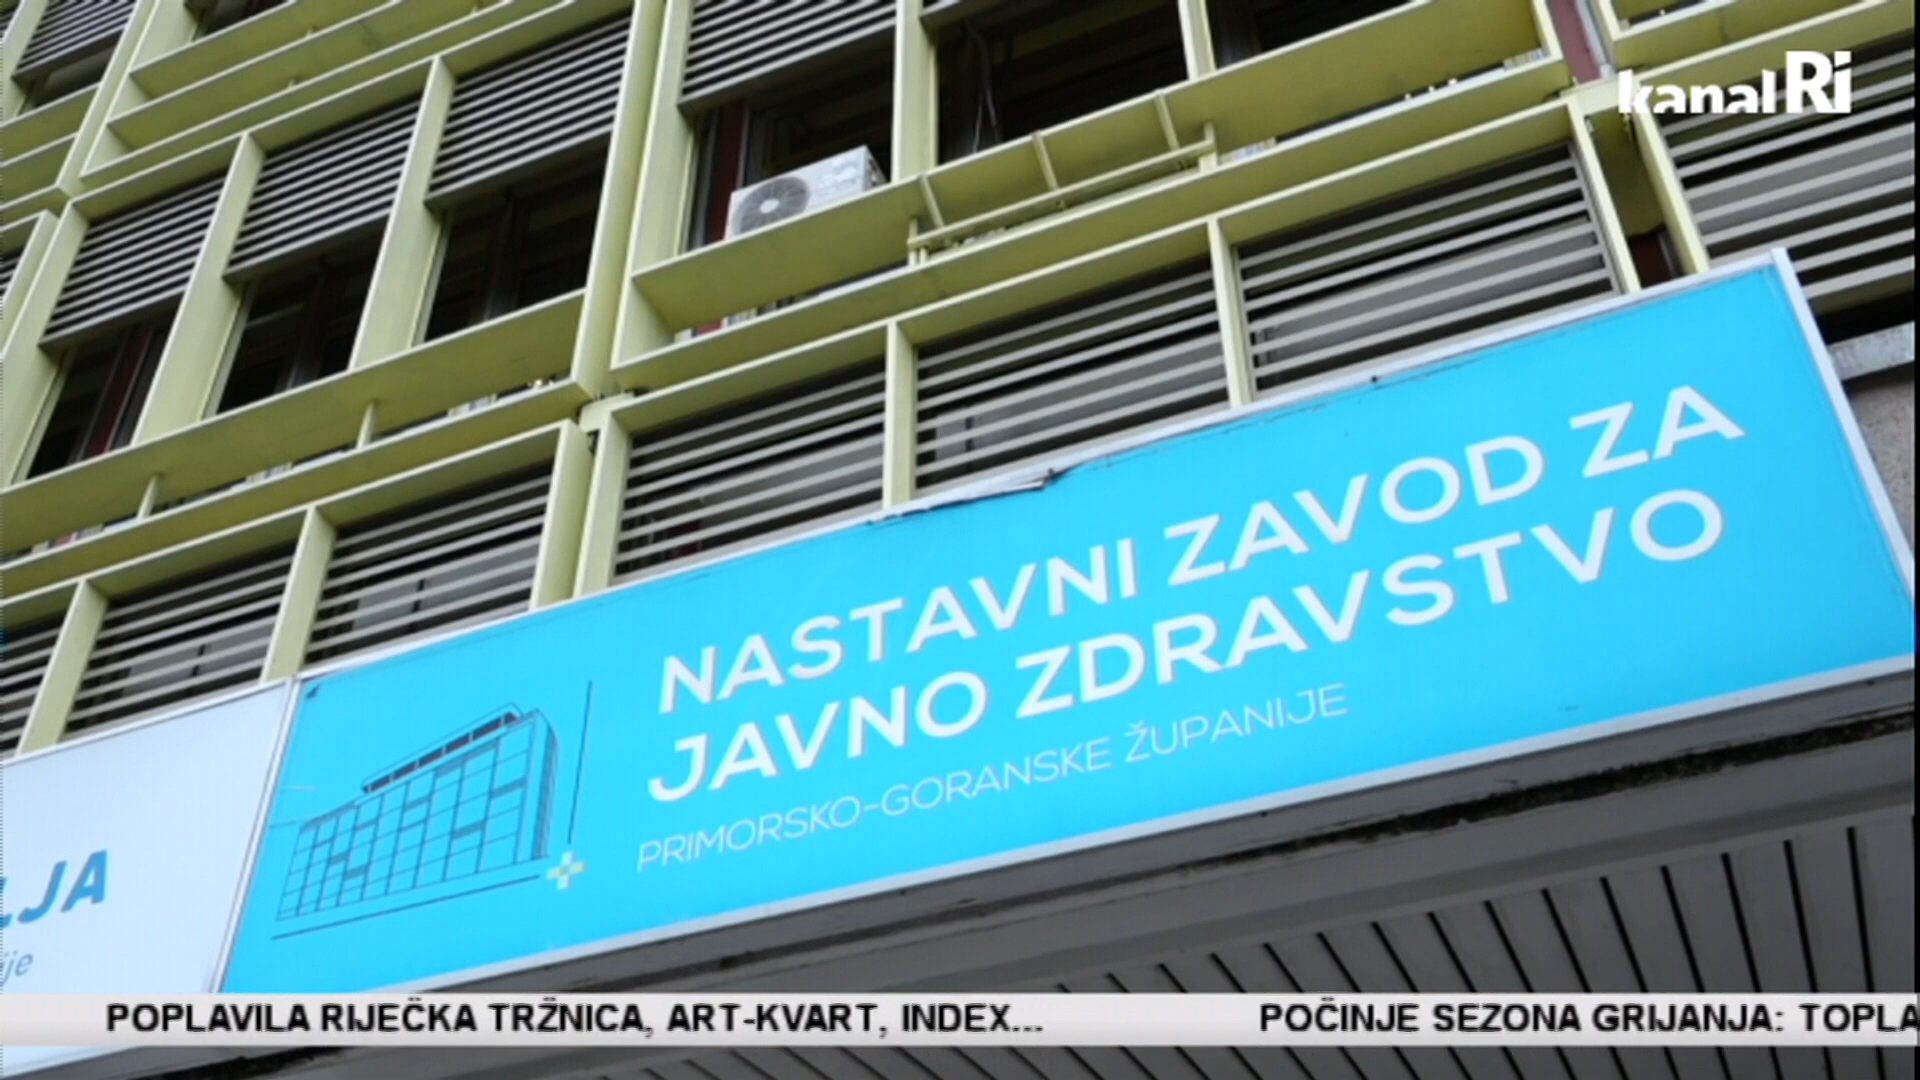 kanal Ri
NASTAVNI ZAVOD ZA
JAVNO ZDRAVSTVO
PRIMORSKO-GORANSKE ŽUPANIJE
POPLAVILA RIJEČKA TRŽNICA, ART-KVART, INDEX... POČINJE SEZONA GRIJANJA: